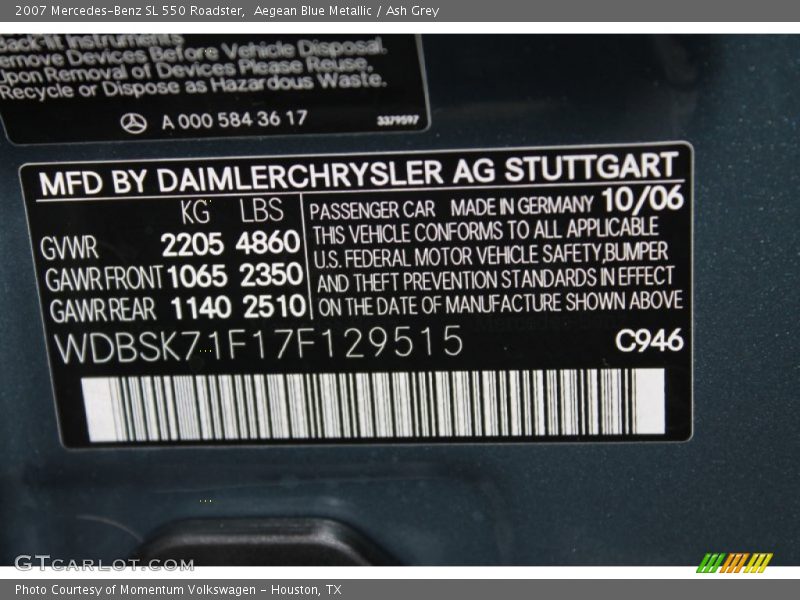 2007 Mercedes-Benz SL 550 Roadster,  Aegean Blue Metallic / Ash Grey
Back-lit Instruments
emove Devices Before Vehicle Disposal.
Upon Removal of Devices Please Reuse,
Recycle or Dispose as Hazardous Waste.
A 000 584 36 17
3379597
MFD BY DAIMLERCHRYSLER AG STUTTGART
KG LBS
GVWR 2205 4860
GAWR FRONT 1065 2350
GAWR REAR 1140 2510
PASSENGER CAR MADE IN GERMANY 10/06
THIS VEHICLE CONFORMS TO ALL APPLICABLE
U.S. FEDERAL MOTOR VEHICLE SAFETY,BUMPER
AND THEFT PREVENTION STANDARDS IN EFFECT
ON THE DATE OF MANUFACTURE SHOWN ABOVE
WDBSK71F17F129515
C946
GTCARLOT.COM
Photo Courtesy of Momentum Volkswagen - Houston, TX